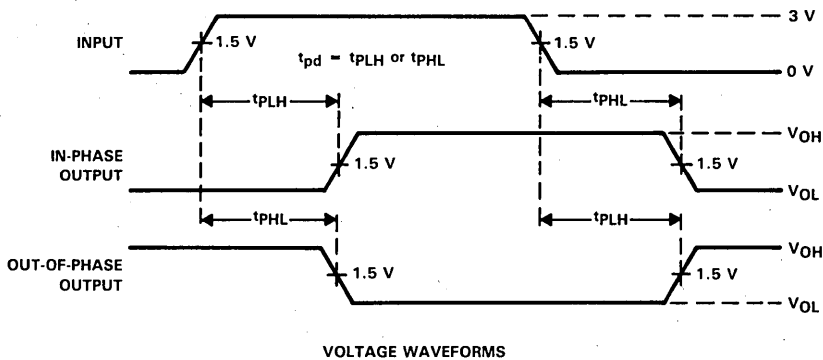 3 V
INPUT
1.5 V
1.5 V
tpd = tPLH or tPHL
0 V
tPLH
tPHL
VOH
IN-PHASE
OUTPUT
1.5 V
1.5 V
VOL
tPHL
tPLH
VOH
OUT-OF-PHASE
OUTPUT
1.5 V
1.5 V
VOL
VOLTAGE WAVEFORMS